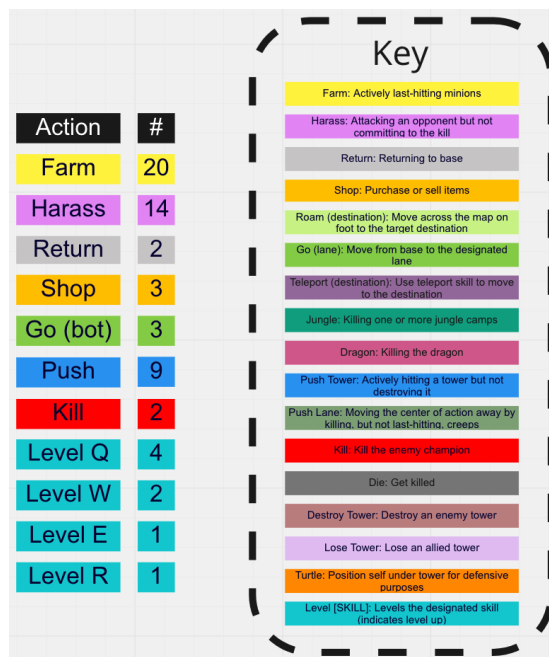 Action #
Farm 20
Harass 14
Return 2
Shop 3
Go (bot) 3
Push 9
Kill 2
Level Q 4
Level W 2
Level E 1
Level R 1
Key
Farm: Actively last-hitting minions
Harass: Attacking an opponent but not
committing to the kill
Return: Returning to base
Shop: Purchase or sell items
Roam (destination): Move across the map on
foot to the target destination
Go (lane): Move from base to the designated
lane
Teleport (destination): Use teleport skill to move
to the destination
Jungle: Killing one or more jungle camps
Dragon: Killing the dragon
Push Tower: Actively hitting a tower but not
destroying it
Push Lane: Moving the center of action away by
killing, but not last-hitting, creeps
Kill: Kill the enemy champion
Die: Get killed
Destroy Tower: Destroy an enemy tower
Lose Tower: Lose an allied tower
Turtle: Position self under tower for defensive
purposes
Level [SKILL]: Levels the designated skill
(indicates level up)